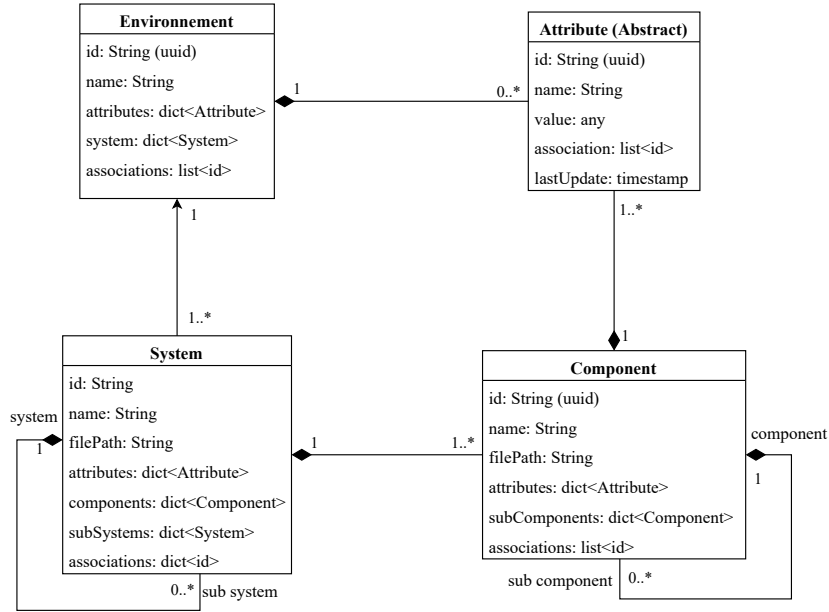 Environnement
id: String (uuid)
name: String
attributes: dict<Attribute>
system: dict<System>
associations: list<id>
1
0..*
Attribute (Abstract)
id: String (uuid)
name: String
value: any
association: list<id>
lastUpdate: timestamp
1
1..*
1..*
1
System
id: String
name: String
filePath: String
attributes: dict<Attribute>
components: dict<Component>
subSystems: dict<System>
associations: dict<id>
system
1
0..*
sub system
1
1..*
Component
id: String (uuid)
name: String
filePath: String
attributes: dict<Attribute>
subComponents: dict<Component>
associations: list<id>
component
1
sub component
0..*